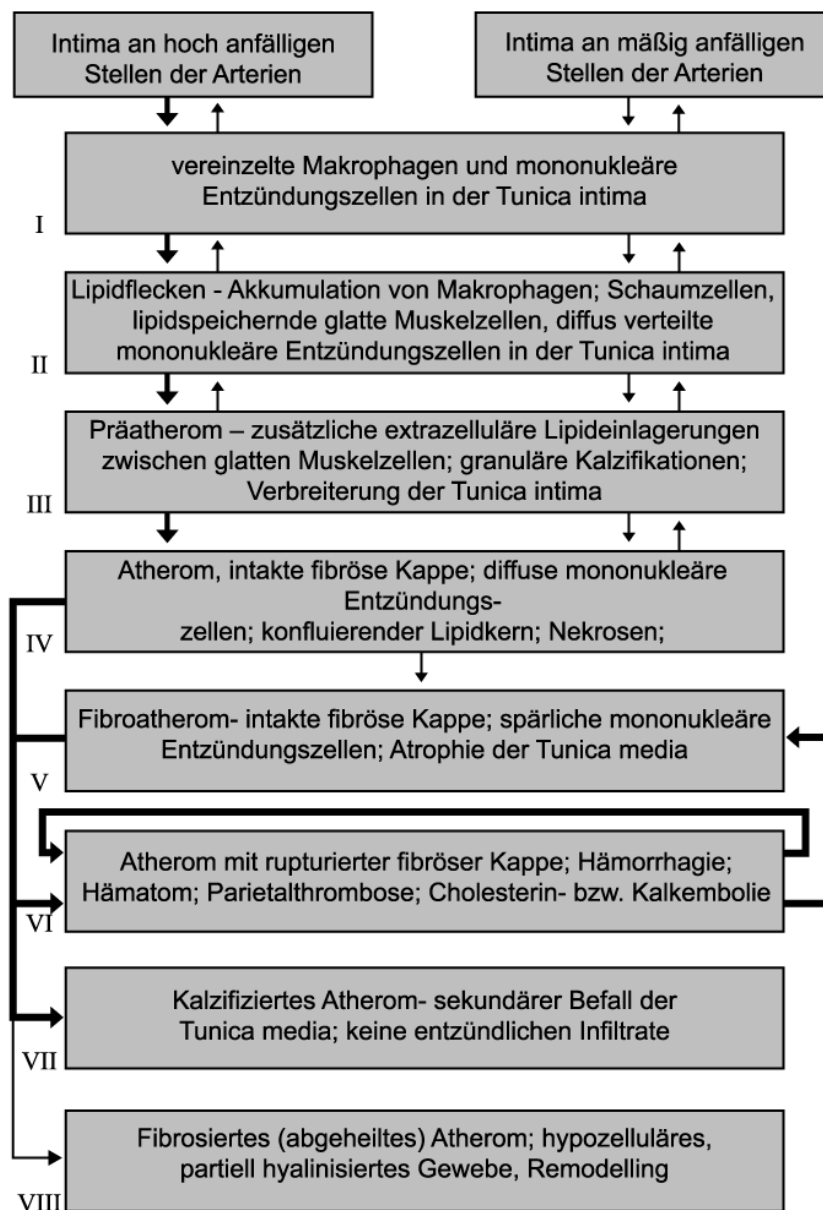 Intima an hoch anfälligen
Stellen der Arterien
Intima an mäßig anfälligen
Stellen der Arterien
vereinzelte Makrophagen und mononukleäre
Entzündungszellen in der Tunica intima
I
Lipidflecken - Akkumulation von Makrophagen; Schaumzellen,
lipidspeichernde glatte Muskelzellen, diffus verteilte
mononukleäre Entzündungszellen in der Tunica intima
II
Präatherom – zusätzliche extrazelluläre Lipideinlagerungen
zwischen glatten Muskelzellen; granuläre Kalzifikationen;
Verbreiterung der Tunica intima
III
Atherom, intakte fibröse Kappe; diffuse mononukleäre
Entzündungs-
zellen; konfluierender Lipidkern; Nekrosen;
IV
Fibroatherom- intakte fibröse Kappe; spärliche mononukleäre
Entzündungszellen; Atrophie der Tunica media
V
Atherom mit rupturierter fibröser Kappe; Hämorrhagie;
Hämatom; Parietalthrombose; Cholesterin- bzw. Kalkembolie
VI
Kalzifiziertes Atherom- sekundärer Befall der
Tunica media; keine entzündlichen Infiltrate
VII
Fibrosiertes (abgeheiltes) Atherom; hypozelluläres,
partiell hyalinisiertes Gewebe, Remodelling
VIII